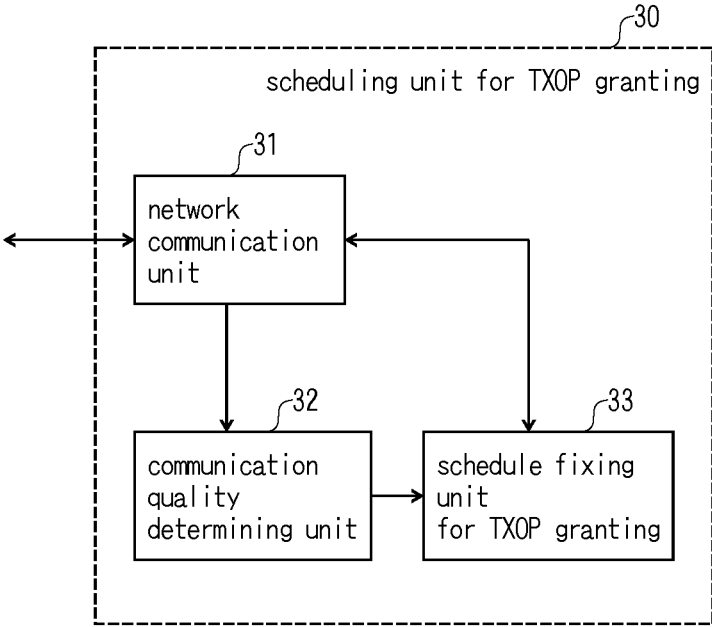 30
scheduling unit for TXOP granting
31
network
communication
unit
32
communication
quality
determining unit
33
schedule fixing
unit
for TXOP granting